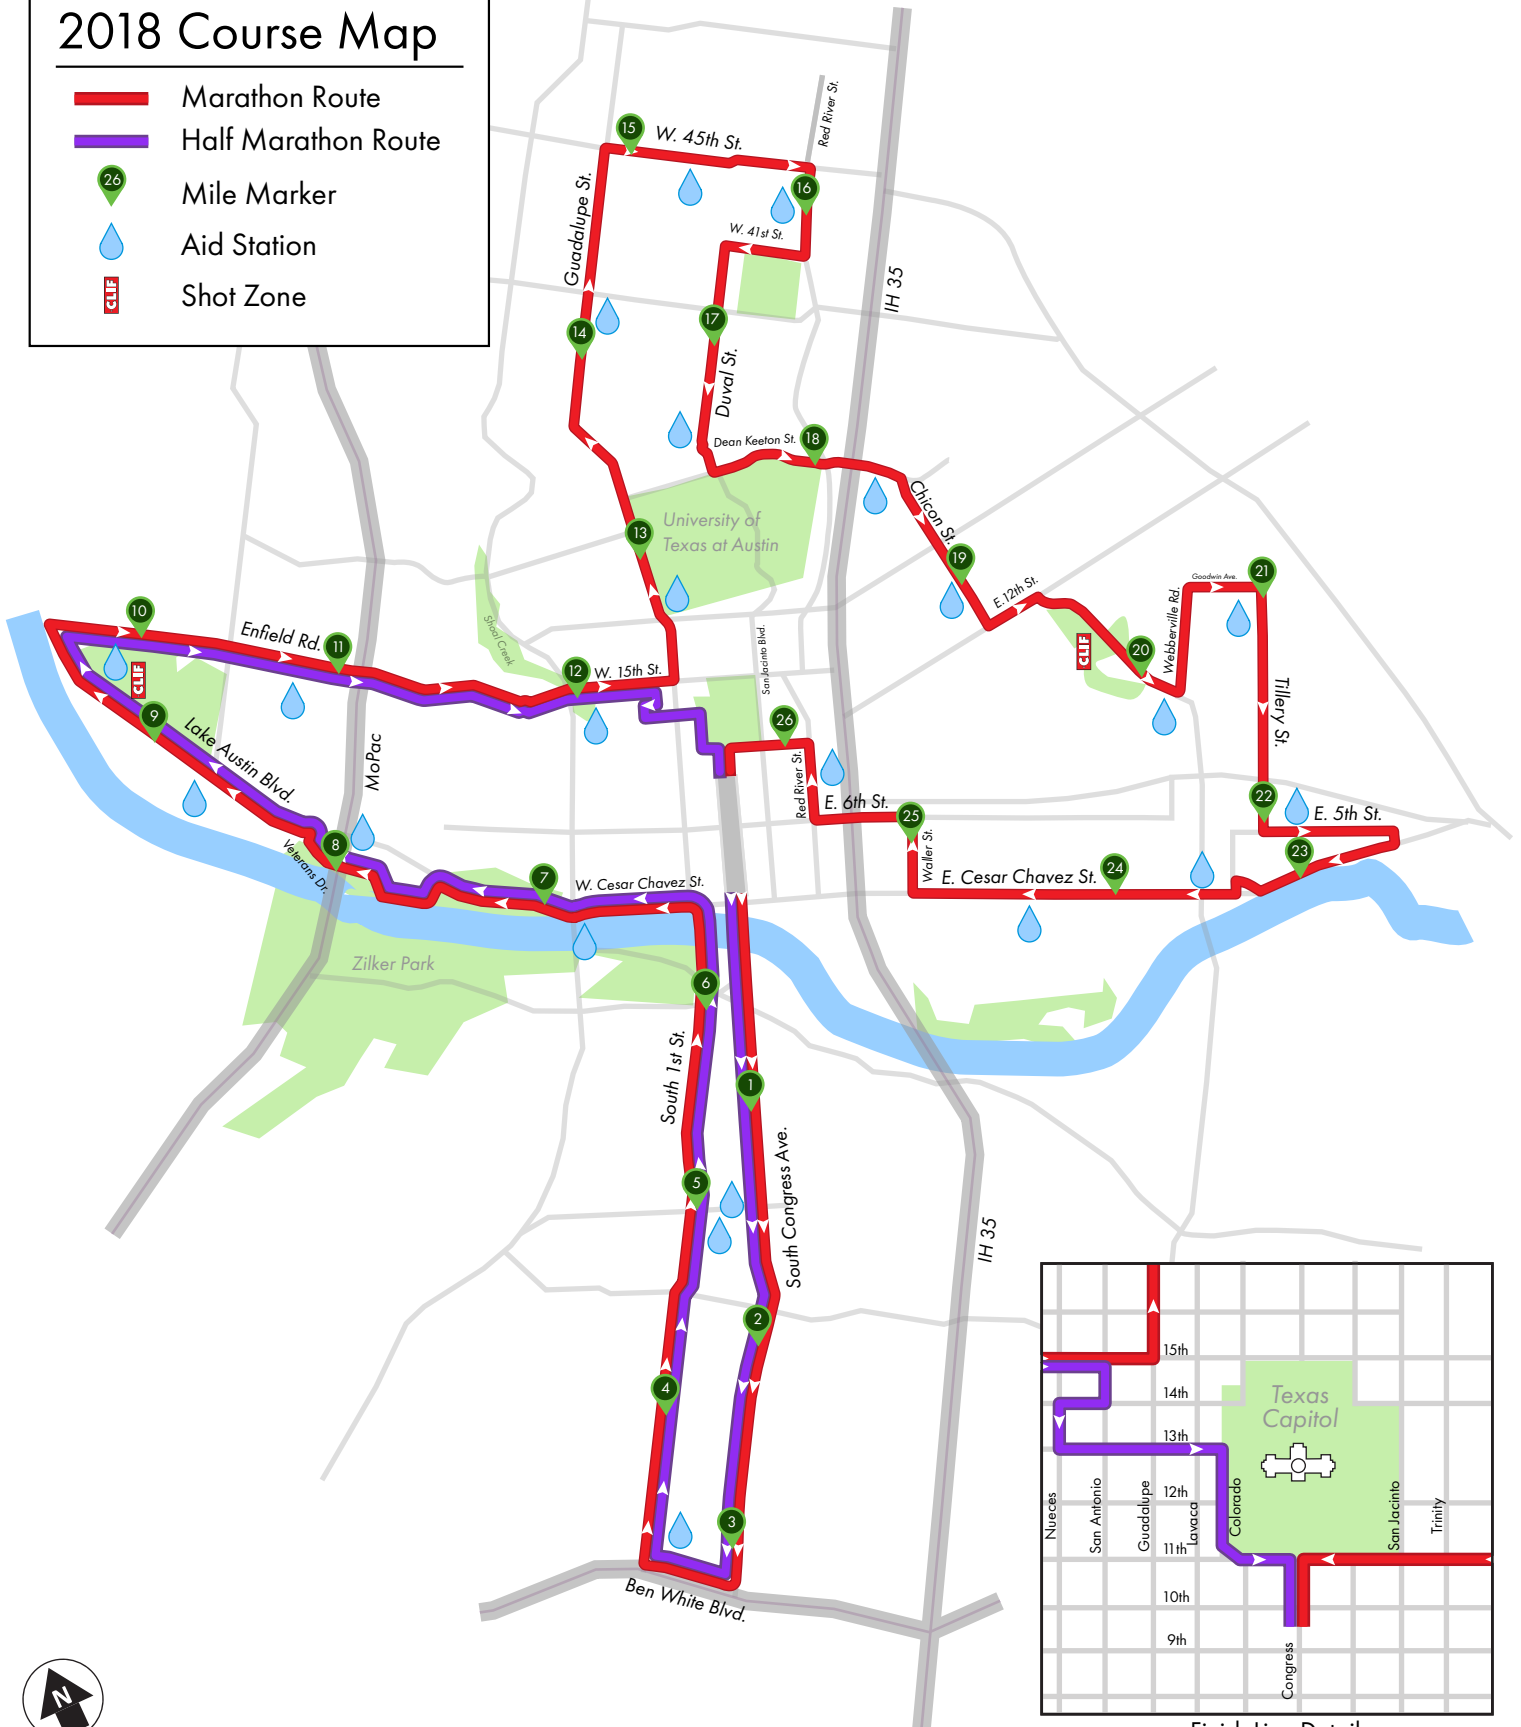 2018 Course Map
Marathon Route
Half Marathon Route
26
Mile Marker
Aid Station
CLIF
Shot Zone
15
W. 45th St.
Red River St.
16
Guadalupe St.
W. 41st St.
IH 35
14
17
Duval St.
Dean Keeton St.
18
Chicon St.
University of
Texas at Austin
13
19
E. 12th St.
Goodwin Ave.
21
10
Enfield Rd.
11
Shoal Creek
San Jacinto Blvd.
CLIF
20
Webberville Rd.
12
W. 15th St.
CLIF
9
Lake Austin Blvd.
MoPac
26
Red River St.
Tillery St.
22
E. 6th St.
25
E. 5th St.
8
Veterans Dr.
Waller St.
23
7
W. Cesar Chavez St.
E. Cesar Chavez St.
24
Zilker Park
6
South 1st St.
1
5
South Congress Ave.
IH 35
2
4
3
Ben White Blvd.
N
15th
14th
Texas
Capitol
13th
12th
Nueces
San Antonio
Guadalupe
Lavaca
Colorado
San Jacinto
Trinity
11th
10th
9th
Congress
Finish Line Detail